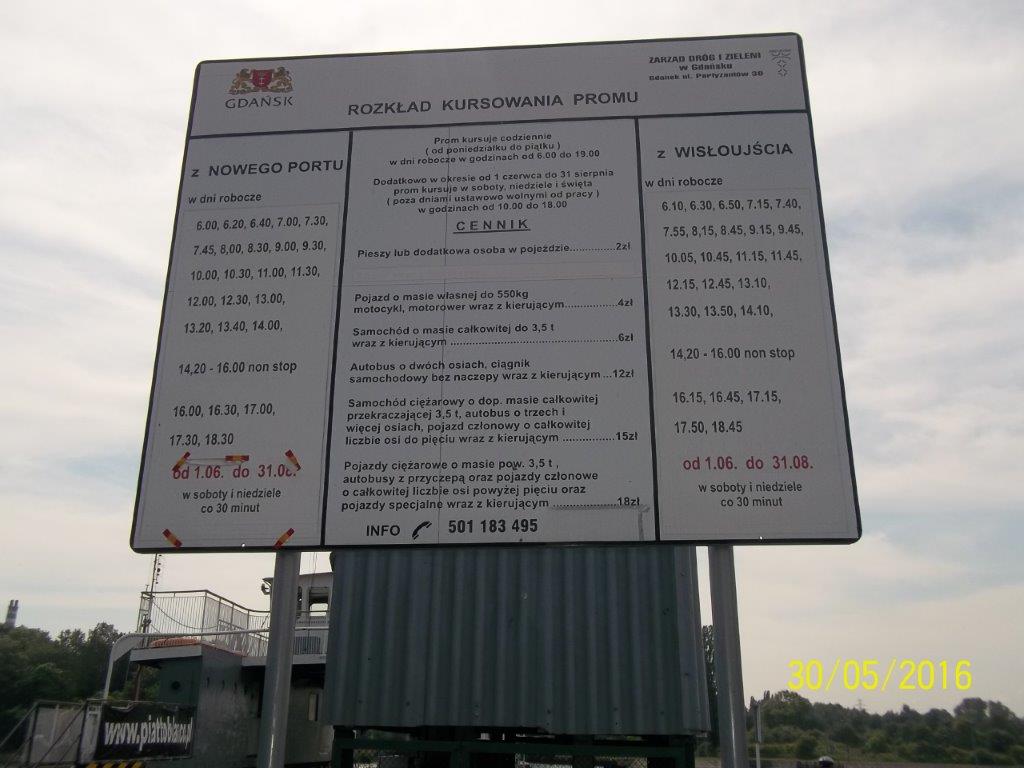 GDAŃSK
ROZKŁAD KURSOWANIA PROMU
ZARZAD DRÓG I ZIELENI
w Gdańsku
Gdańsk ul. Partyzantów 36
z NOWEGO PORTU
w dni robocze
6.00, 6.20, 6.40, 7.00, 7.30,
7.45, 8,00, 8.30, 9.00, 9.30,
10.00, 10.30, 11.00, 11.30,
12.00, 12.30, 13.00,
13.20, 13.40, 14.00,
14,20 - 16.00 non stop
16.00, 16.30, 17.00,
17.30, 18.30
od 1.06. do 31.08.
w soboty i niedziele
co 30 minut
Prom kursuje codziennie
( od poniedziałku do piątku )
w dni robocze w godzinach od 6.00 do 19.00
Dodatkowo w okresie od 1 czerwca do 31 sierpnia
prom kursuje w soboty, niedziele i święta
( poza dniami ustawowo wolnymi od pracy )
w godzinach od 10.00 do 18.00
CENNIK
Pieszy lub dodatkowa osoba w pojeździe...............2zł
Pojazd o masie własnej do 550kg
motocykl, motorower wraz z kierującym.................4zł
Samochód o masie całkowitej do 3,5 t
wraz z kierującym ......................................................6zł
Autobus o dwóch osiach, ciągnik
samochodowy bez naczepy wraz z kierującym...12zł
Samochód ciężarowy o dop. masie całkowitej
przekraczającej 3,5 t, autobus o trzech i
więcej osiach, pojazd członowy o całkowitej
liczbie osi do pięciu wraz z kierującym ................15zł
Pojazdy ciężarowe o masie pow. 3,5 t ,
autobusy z przyczepą oraz pojazdy członowe
o całkowitej liczbie osi powyżej pięciu oraz
pojazdy specjalne wraz z kierującym ....................18zł
INFO 501 183 495
z WISŁOUJŚCIA
w dni robocze
6.10, 6.30, 6.50, 7.15, 7.40,
7.55, 8,15, 8.45, 9.15, 9.45,
10.05, 10.45, 11.15, 11.45,
12.15, 12.45, 13.10,
13.30, 13.50, 14.10,
14,20 - 16.00 non stop
16.15, 16.45, 17.15,
17.50, 18.45
od 1.06. do 31.08.
w soboty i niedziele
co 30 minut
www.piattobianco.pl
30/05/2016